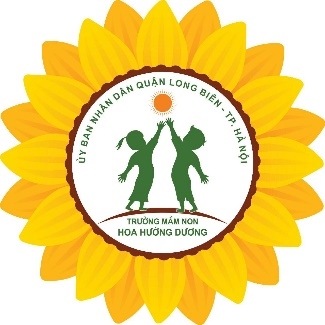 ỦY BAN NHÂN DÂN QUẬN LONG BIÊN - TP. HÀ NỘI
TRƯỜNG MẦM NON
HOA HƯỚNG DƯƠNG